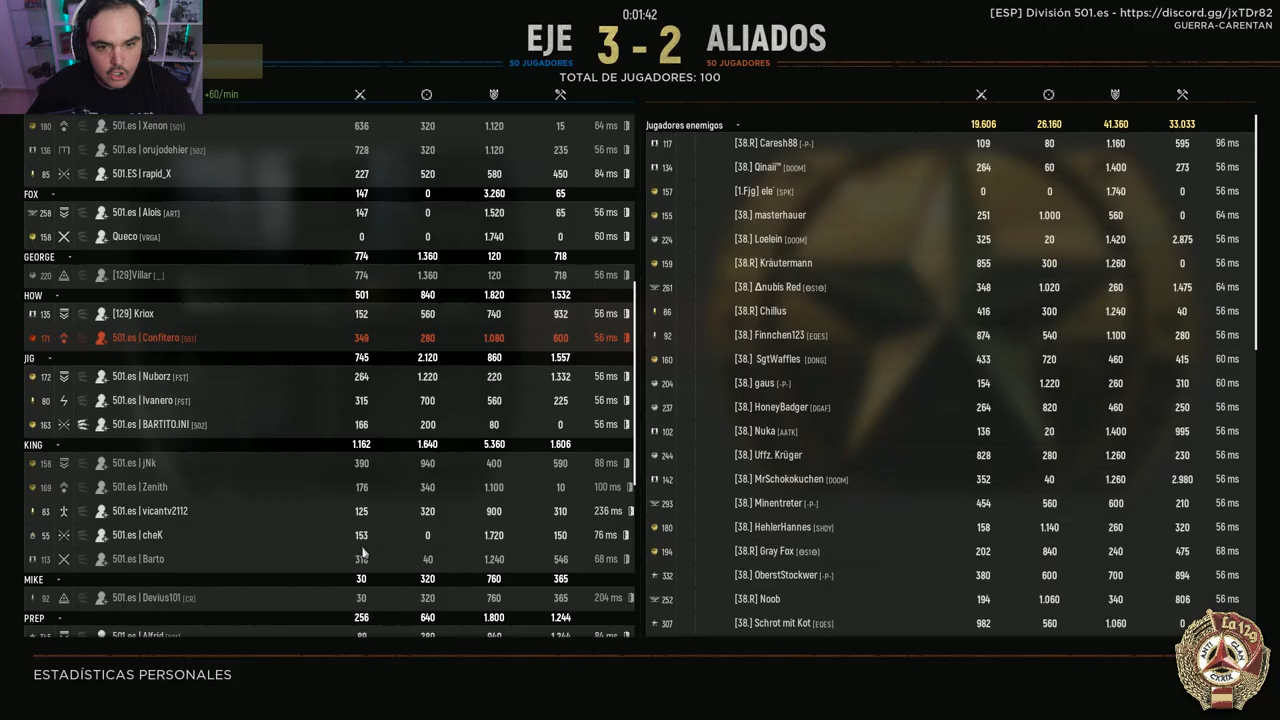 0:01:42
[ESP] División 501.es - https://discord.gg/jxTDr82
GUERRA-CARENTAN
EJE 3 - 2 ALIADOS
50 JUGADORES 50 JUGADORES
TOTAL DE JUGADORES: 100
+60/min
180 501.es | Xenon [501] 636 320 1.120 15 64 ms
136 501.es | orujodehier [502] 728 320 1.120 235 56 ms
85 501.ES | rapid_X 227 520 580 450 84 ms
FOX 147 0 3.260 65
258 501.es | Alois [ART] 147 0 1.520 65 56 ms
158 Queco [VRGA] 0 0 1.740 0 60 ms
GEORGE 774 1.360 120 718
220 [129]Villar [_] 774 1.360 120 718 56 ms
HOW 501 840 1.820 1.532
135 [129] Kriox 152 560 740 932 56 ms
171 501.es | Confitero [501] 349 280 1.080 600 56 ms
JIG 745 2.120 860 1.557
172 501.es | Nuborz [FST] 264 1.220 220 1.332 56 ms
80 501.es | Ivanero [FST] 315 700 560 225 56 ms
163 501.es | BARTITO.INI [502] 166 200 80 0 56 ms
KING 1.162 1.640 5.360 1.606
158 501.es | jNk 390 940 400 590 88 ms
169 501.es | Zenith 176 340 1.100 10 100 ms
83 501.es | vicantv2112 125 320 900 310 236 ms
55 501.es | cheK 153 0 1.720 150 76 ms
113 501.es | Barto 40 1.240 546 68 ms
MIKE 30 320 760 365
92 501.es | Devius101 [CR] 30 320 760 365 204 ms
PREP 256 640 1.800 1.244
501.es | Alfrid 89 280 940 1.244 84 ms
Jugadores enemigos 19.606 26.160 41.360 33.033
117 [38.R] Caresh88 [-P-] 109 80 1.160 595 96 ms
134 [38.] Qinaii™ [DOOM] 264 60 1.400 273 56 ms
157 [1.Fjg] ele' [SPK] 0 0 1.740 0 56 ms
155 [38.] masterhauer 251 1.000 560 0 64 ms
224 [38.] Loelein [DOOM] 325 20 1.420 2.875 56 ms
159 [38.R] Kräutermann 855 300 1.260 0 56 ms
261 [38.] Δnubis Red [ΘS1Θ] 348 1.020 260 1.475 64 ms
86 [38.R] Chillus 416 300 1.240 40 56 ms
92 [38.R] Finnchen123 [EQES] 874 540 1.100 280 56 ms
160 [38.] SgtWaffles [DONG] 433 720 460 415 60 ms
204 [38.] gaus [-P-] 154 1.220 260 310 60 ms
237 [38.] HoneyBadger [DGAF] 264 820 460 250 56 ms
102 [38.] Nuka [AATK] 136 20 1.400 995 56 ms
244 [38.] Uffz. Krüger 828 280 1.260 230 56 ms
142 [38.] MrSchokokuchen [DOOM] 352 40 1.260 2.980 56 ms
293 [38.] Minentreter [-P-] 454 560 600 210 56 ms
180 [38.] HehlerHannes [SHDY] 158 1.140 260 320 56 ms
194 [38.R] Gray Fox [ΘS1Θ] 202 840 240 475 68 ms
332 [38.] OberstStockwer [-P-] 380 600 700 894 56 ms
252 [38.R] Noob 194 1.060 340 806 56 ms
307 [38.] Schrot mit Kot [EQES] 982 560 1.060 0
ESTADÍSTICAS PERSONALES
La 129
ANTI CLAN
CXXIX